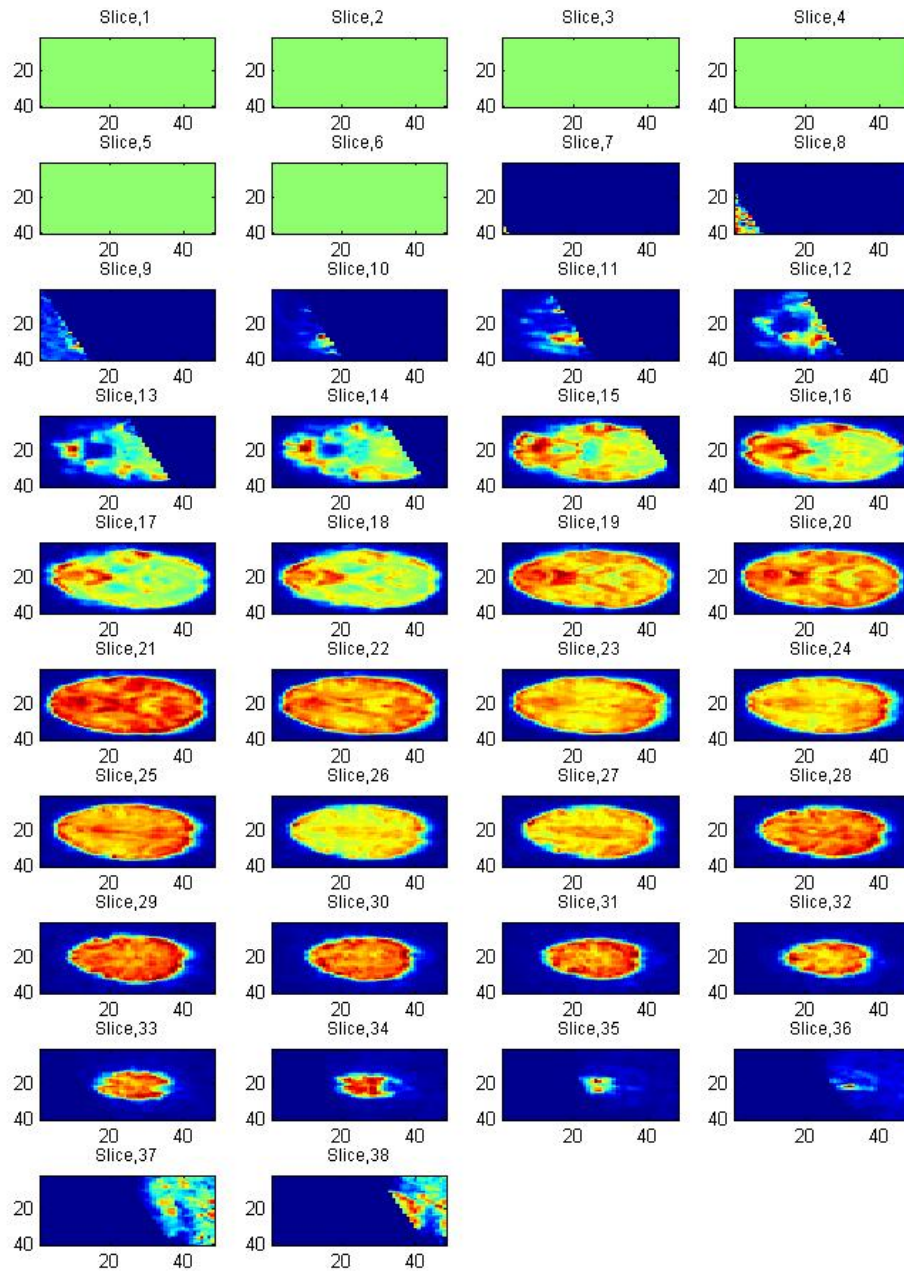 Slice,1 Slice,2 Slice,3 Slice,4
20 20 20 20
40 40 40 40
20 40 20 40 20 40 20 40
Slice,5 Slice,6 Slice,7 Slice,8
20 20 20 20
40 40 40 40
20 40 20 40 20 40 20 40
Slice,9 Slice,10 Slice,11 Slice,12
20 20 20 20
40 40 40 40
20 40 20 40 20 40 20 40
Slice,13 Slice,14 Slice,15 Slice,16
20 20 20 20
40 40 40 40
20 40 20 40 20 40 20 40
Slice,17 Slice,18 Slice,19 Slice,20
20 20 20 20
40 40 40 40
20 40 20 40 20 40 20 40
Slice,21 Slice,22 Slice,23 Slice,24
20 20 20 20
40 40 40 40
20 40 20 40 20 40 20 40
Slice,25 Slice,26 Slice,27 Slice,28
20 20 20 20
40 40 40 40
20 40 20 40 20 40 20 40
Slice,29 Slice,30 Slice,31 Slice,32
20 20 20 20
40 40 40 40
20 40 20 40 20 40 20 40
Slice,33 Slice,34 Slice,35 Slice,36
20 20 20 20
40 40 40 40
20 40 20 40 20 40 20 40
Slice,37 Slice,38
20 20
40 40
20 40 20 40